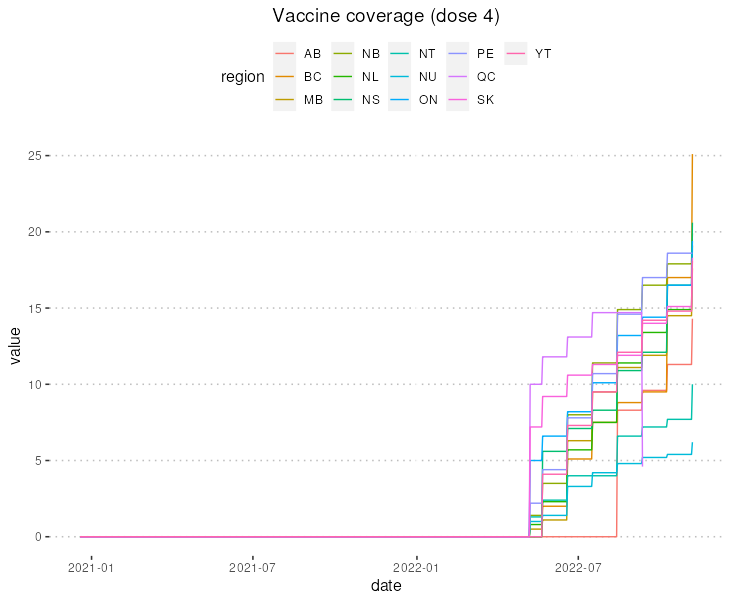 Vaccine coverage (dose 4)
region
AB NB NT PE YT
BC NL NU QC
MB NS ON SK
25
20
15
10
5
0
value
2021-01 2021-07 2022-01 2022-07
date